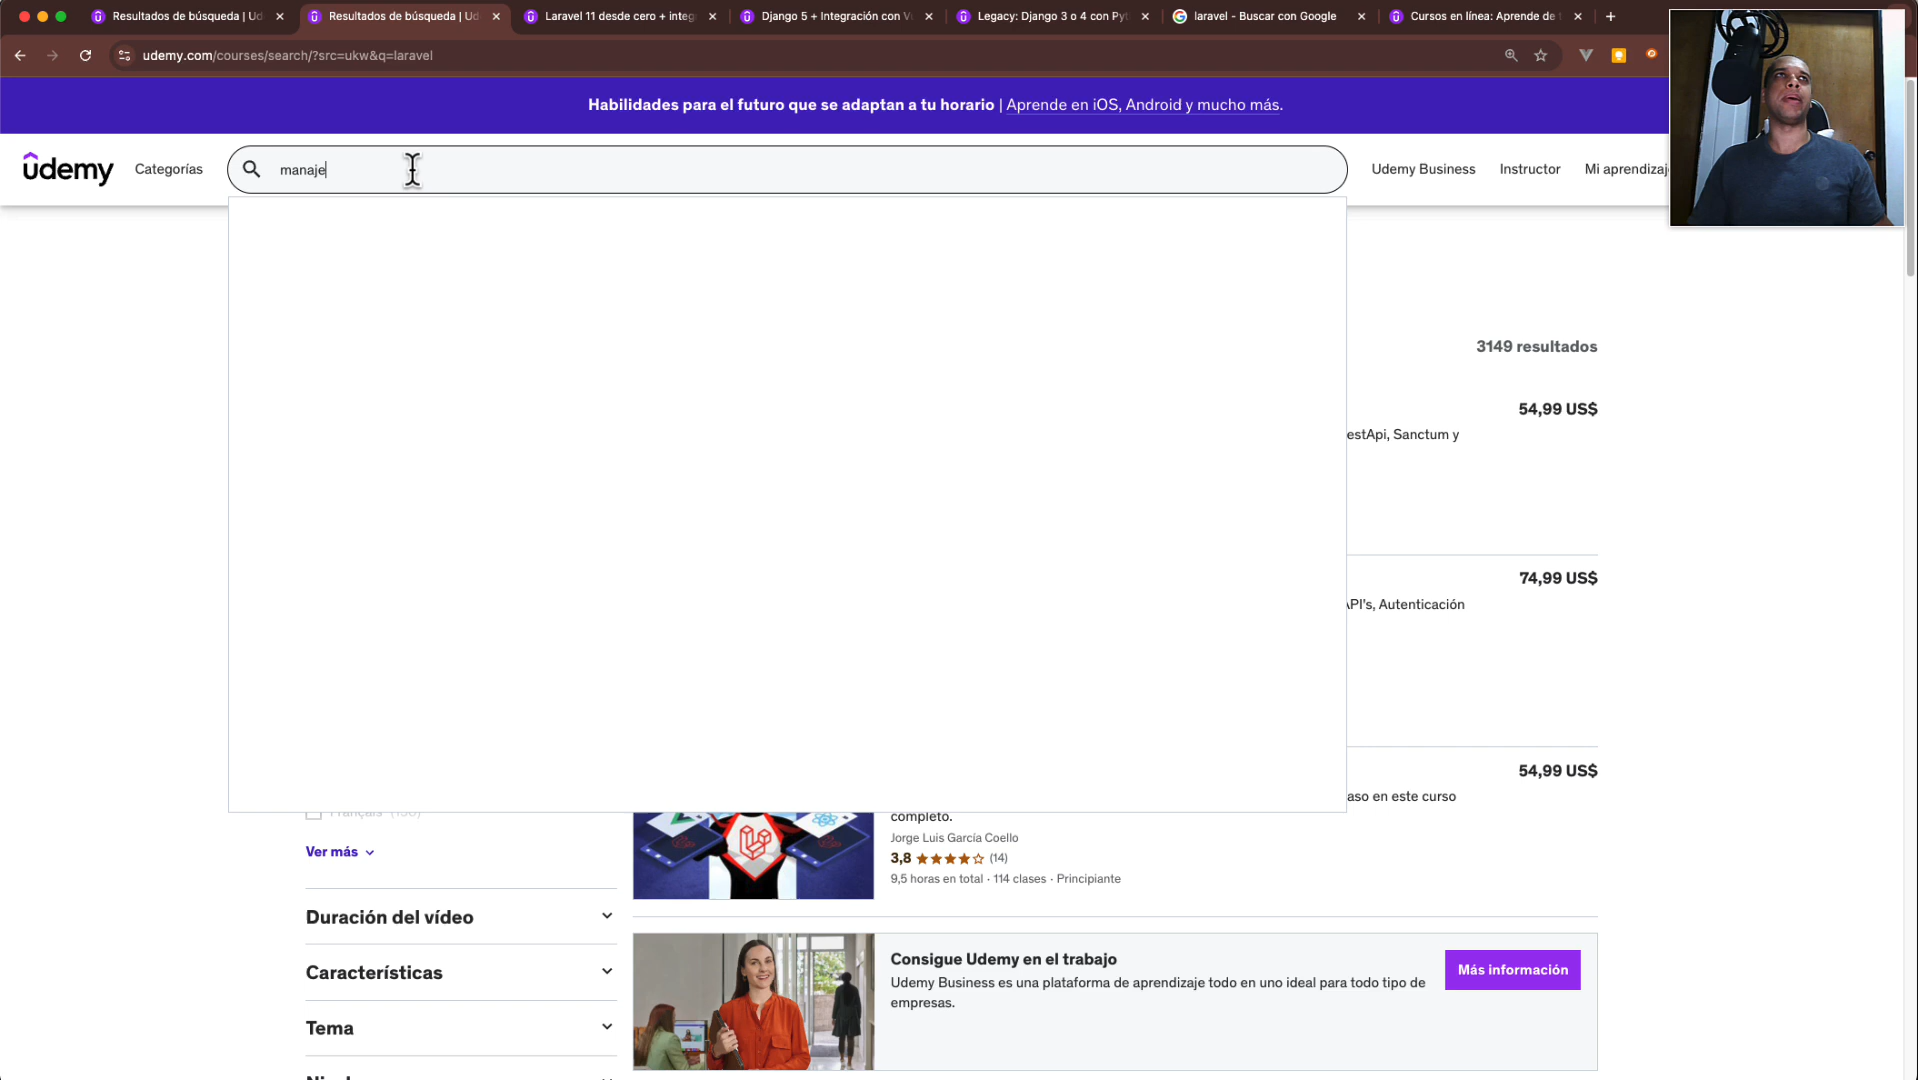 Resultados de búsqueda | Ud
Resultados de búsqueda | Ud
Laravel 11 desde cero + integ
Django 5 + Integración con Vu
Legacy: Django 3 o 4 con Pyt
laravel - Buscar con Google
Cursos en línea: Aprende de
udemy.com/courses/search/?src=ukw&q=laravel
Habilidades para el futuro que se adaptan a tu horario | Aprende en iOS, Android y mucho más.
ûdemy
Categorías
manaje
Udemy Business
Instructor
Mi aprendizaj
3149 resultados
54,99 US$
estApi, Sanctum y
74,99 US$
API's, Autenticación
54,99 US$
aso en este curso
completo.
Français (150)
Jorge Luis García Coello
Ver más
3,8 (14)
9,5 horas en total · 114 clases · Principiante
Duración del vídeo
Características
Tema
Consigue Udemy en el trabajo
Udemy Business es una plataforma de aprendizaje todo en uno ideal para todo tipo de
empresas.
Más información